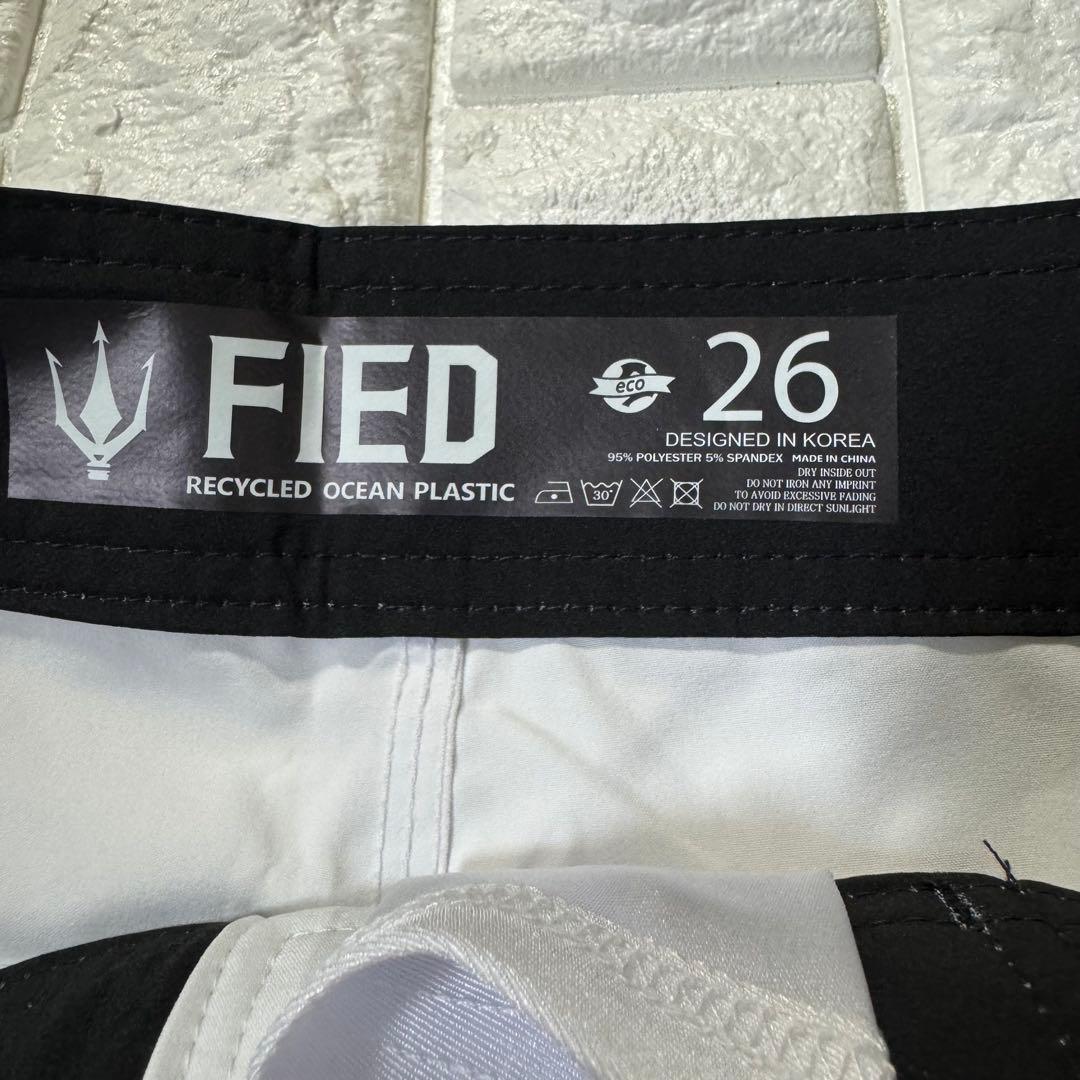 FIED
RECYCLED OCEAN PLASTIC
eco
26
DESIGNED IN KOREA
95% POLYESTER 5% SPANDEX MADE IN CHINA
DRY INSIDE OUT
DO NOT IRON ANY IMPRINT
TO AVOID EXCESSIVE FADING
DO NOT DRY IN DIRECT SUNLIGHT
30°